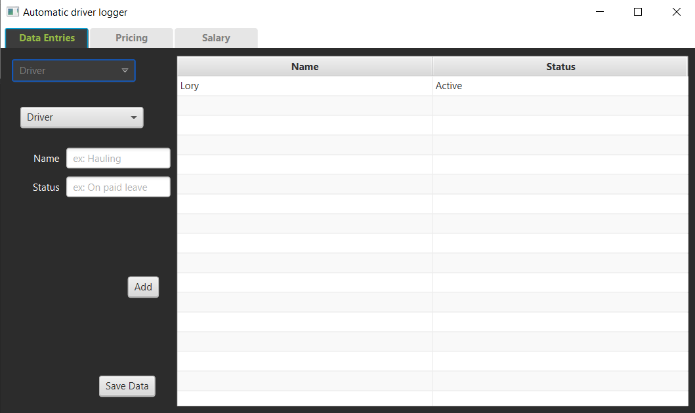 Automatic driver logger
Data Entries Pricing Salary
Driver
Driver
Name ex: Hauling
Status ex: On paid leave
Add
Save Data
Name Status
Lory Active